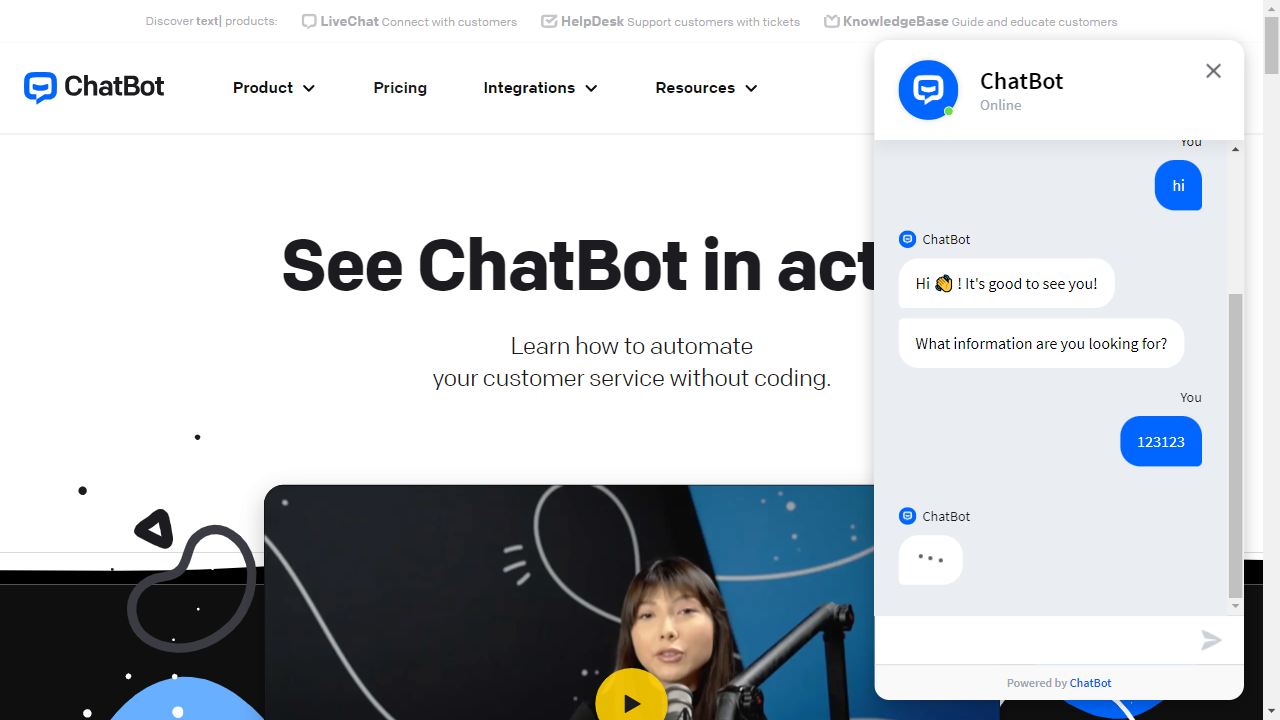 Discover text| products:
LiveChat Connect with customers
HelpDesk Support customers with tickets
KnowledgeBase Guide and educate customers
ChatBot
Product
Pricing
Integrations
Resources
See ChatBot in act
Learn how to automate
your customer service without coding.
ChatBot
Online
You
hi
ChatBot
Hi 👏 ! It's good to see you!
What information are you looking for?
You
123123
ChatBot
Powered by ChatBot